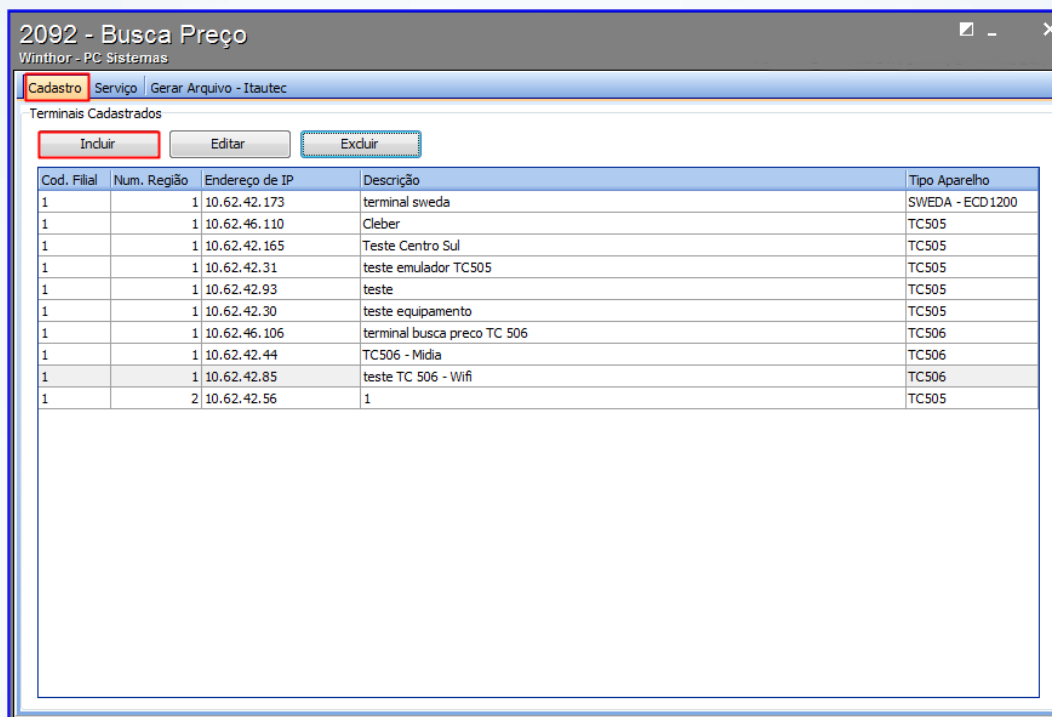 2092 - Busca Preço
Winthor - PC Sistemas
Cadastro Serviço Gerar Arquivo - Itautec
Terminais Cadastrados
Incluir Editar Excluir
Cod. Filial Num. Região Endereço de IP Descrição Tipo Aparelho
1 1 10.62.42.173 terminal sweda SWEDA - ECD1200
1 1 10.62.46.110 Cleber TC505
1 1 10.62.42.165 Teste Centro Sul TC505
1 1 10.62.42.31 teste emulador TC505 TC505
1 1 10.62.42.93 teste TC505
1 1 10.62.42.30 teste equipamento TC505
1 1 10.62.46.106 terminal busca preco TC 506 TC506
1 1 10.62.42.44 TC506 - Midia TC506
1 1 10.62.42.85 teste TC 506 - Wifi TC506
1 2 10.62.42.56 1 TC505